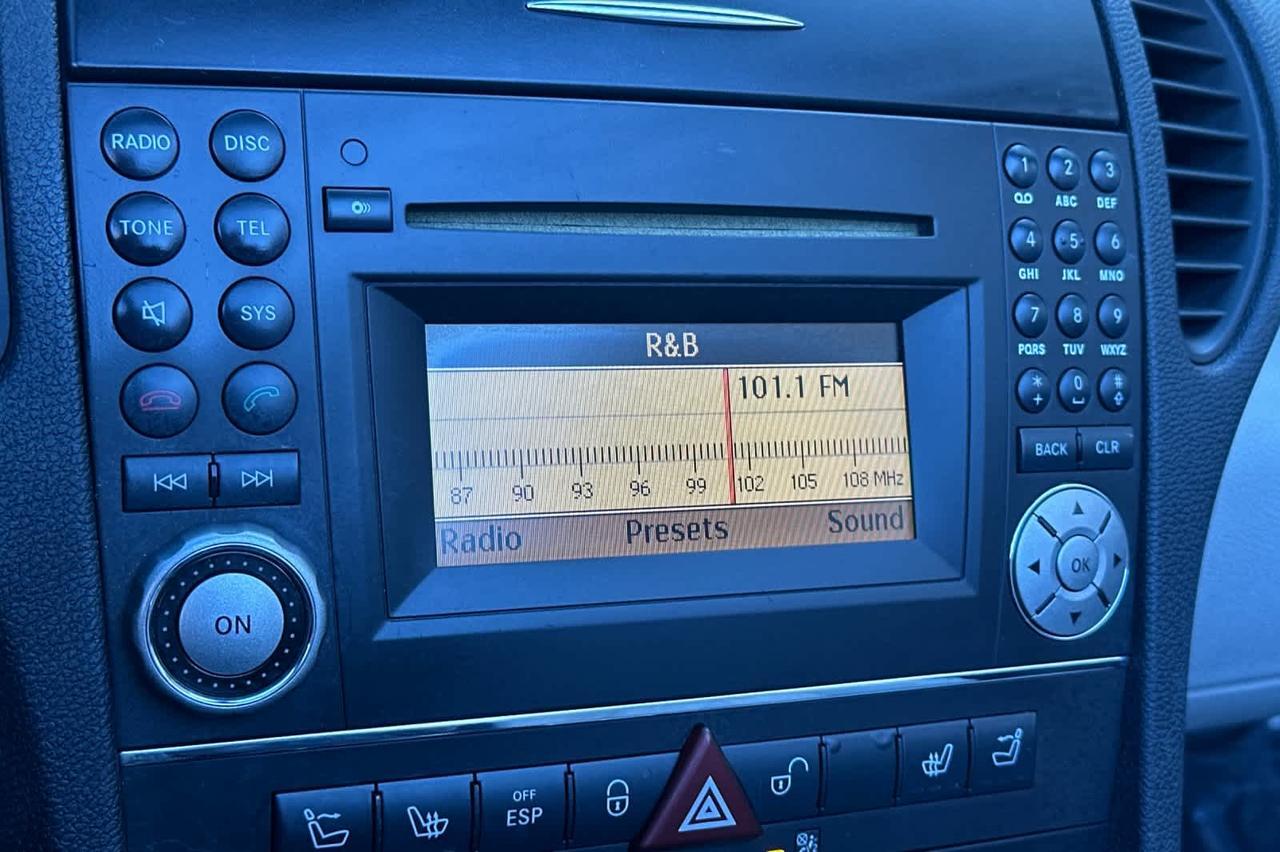 RADIO DISC
TONE TEL
SYS
ON
R&B
101.1 FM
87 90 93 96 99 102 105 108 MHz
Radio Presets Sound
1 2 3
ABC DEF
4 5 6
GHI JKL MNO
7 8 9
PQRS TUV WXYZ
* 0 #
+
BACK CLR
OK
OFF
ESP